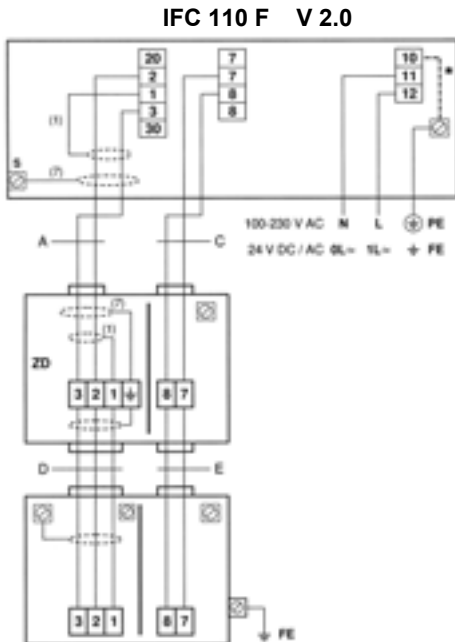 IFC 110 F V 2.0
20 7 10 *
2 7 11
1 8 12
3 8
30
(1)
S (7)
100-230 V AC N L PE
24 V DC / AC 0L~ 1L~ FE
A C
(7)
(1)
ZD
3 2 1 8 7
D E
3 2 1 8 7
FE